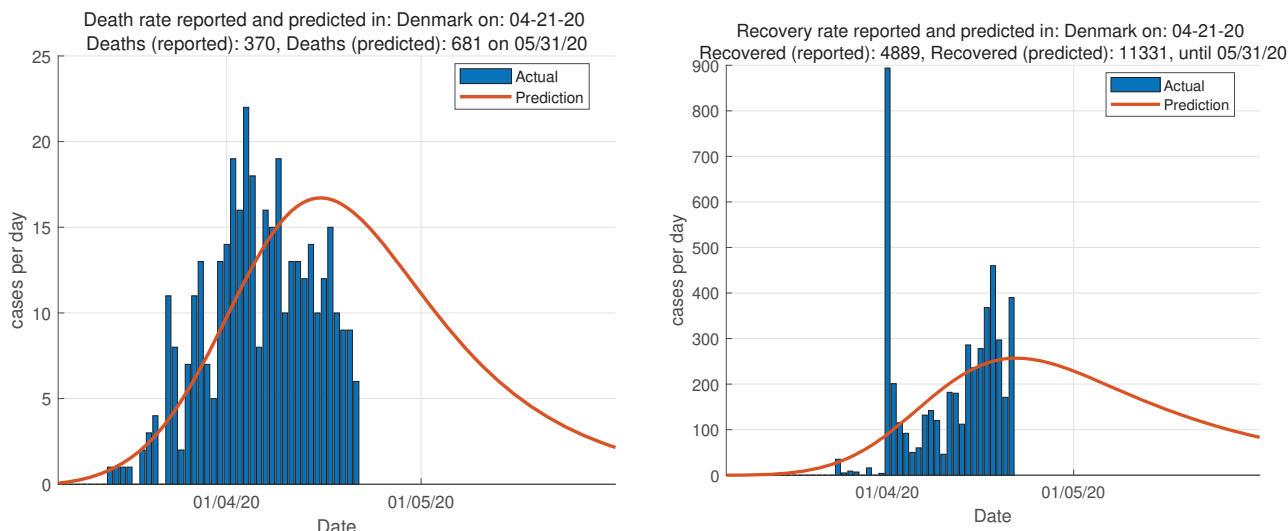 Death rate reported and predicted in: Denmark on: 04-21-20
Deaths (reported): 370, Deaths (predicted): 681 on 05/31/20
25
20
15
10
5
0
cases per day
Actual
Prediction
01/04/20
01/05/20
Date
Recovery rate reported and predicted in: Denmark on: 04-21-20
Recovered (reported): 4889, Recovered (predicted): 11331, until 05/31/20
900
800
700
600
500
400
300
200
100
0
cases per day
Actual
Prediction
01/04/20
01/05/20
Date